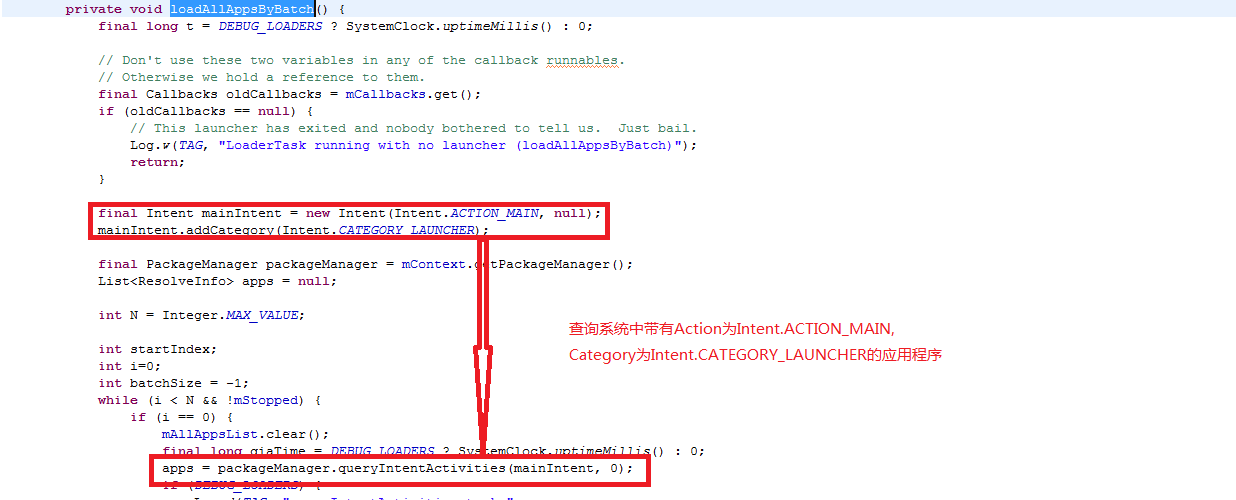 private void loadAllAppsByBatch() {
final long t = DEBUG_LOADERS ? SystemClock.uptimeMillis() : 0;
// Don't use these two variables in any of the callback runnables.
// Otherwise we hold a reference to them.
final Callbacks oldCallbacks = mCallbacks.get();
if (oldCallbacks == null) {
// This launcher has exited and nobody bothered to tell us.  Just bail.
Log.w(TAG, "LoaderTask running with no launcher (loadAllAppsByBatch)");
return;
}
final Intent mainIntent = new Intent(Intent.ACTION_MAIN, null);
mainIntent.addCategory(Intent.CATEGORY_LAUNCHER);
final PackageManager packageManager = mContext.getPackageManager();
List<ResolveInfo> apps = null;
int N = Integer.MAX_VALUE;
查询系统中带有Action为Intent.ACTION_MAIN,
Category为Intent.CATEGORY_LAUNCHER的应用程序
int startIndex;
int i=0;
int batchSize = -1;
while (i < N && !mStopped) {
if (i == 0) {
mAllAppsList.clear();
final long qiaTime = DEBUG_LOADERS ? SystemClock.uptimeMillis() : 0;
apps = packageManager.queryIntentActivities(mainIntent, 0);
if (DEBUG_LOADERS) {